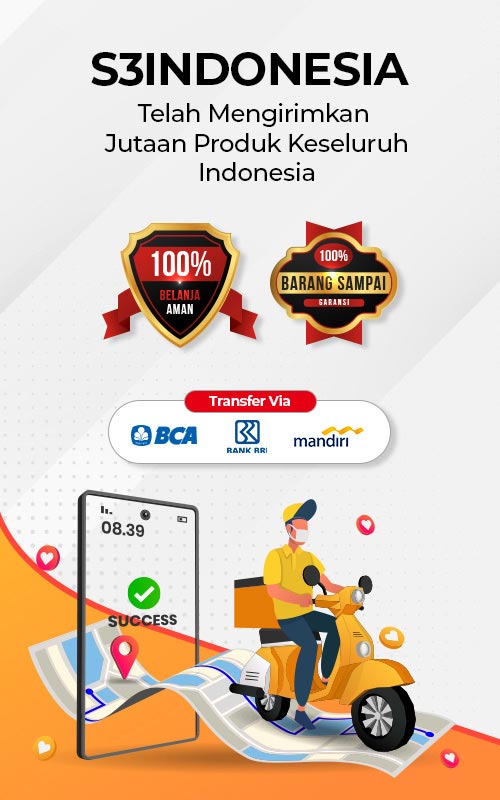 S3INDONESIA
Telah Mengirimkan
Jutaan Produk Keseluruh
Indonesia
100%
BELANJA
AMAN
100%
BARANG SAMPAI
GARANSI
Transfer Via
BCA
BANK BRI
mandiri
08.39
SUCCESS